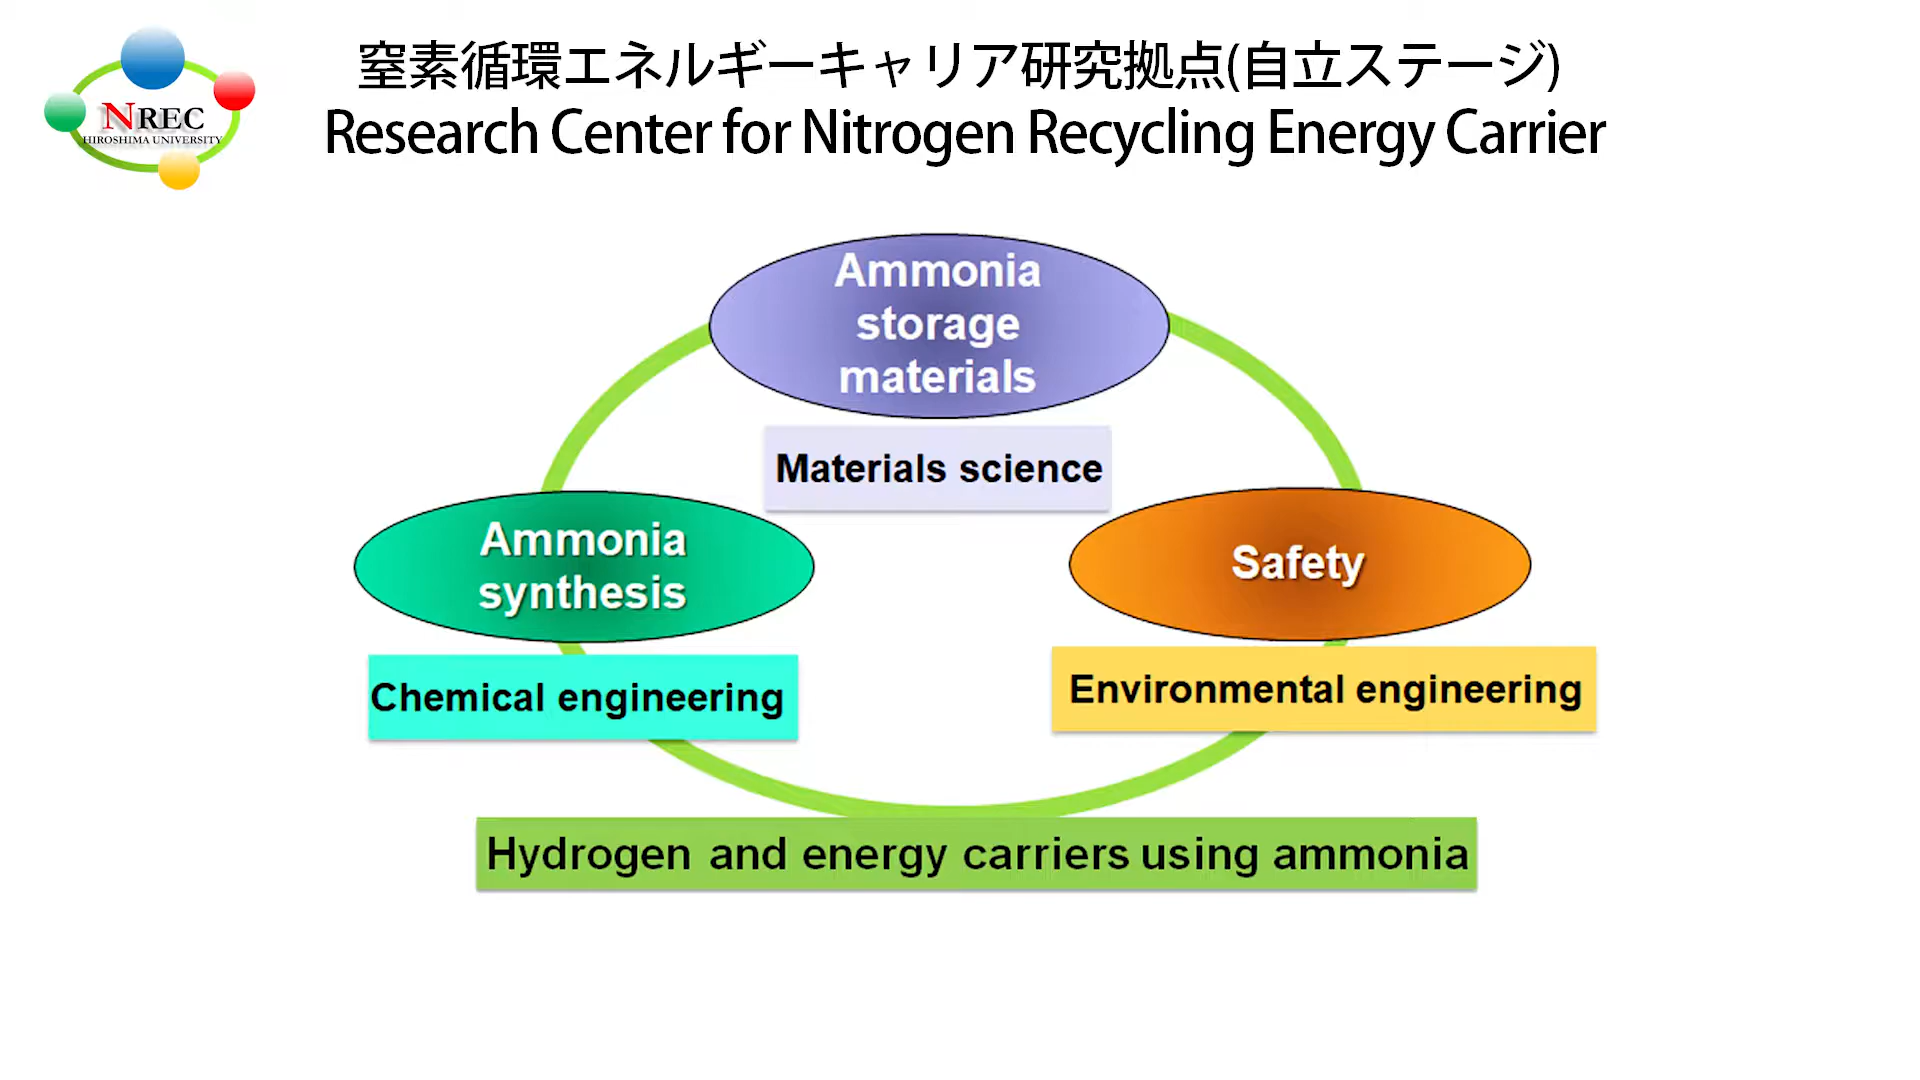 窒素循環エネルギーキャリア研究拠点(自立ステージ)
Research Center for Nitrogen Recycling Energy Carrier
NREC
HIROSHIMA UNIVERSITY
Ammonia
storage
materials
Materials science
Ammonia
synthesis
Chemical engineering
Safety
Environmental engineering
Hydrogen and energy carriers using ammonia